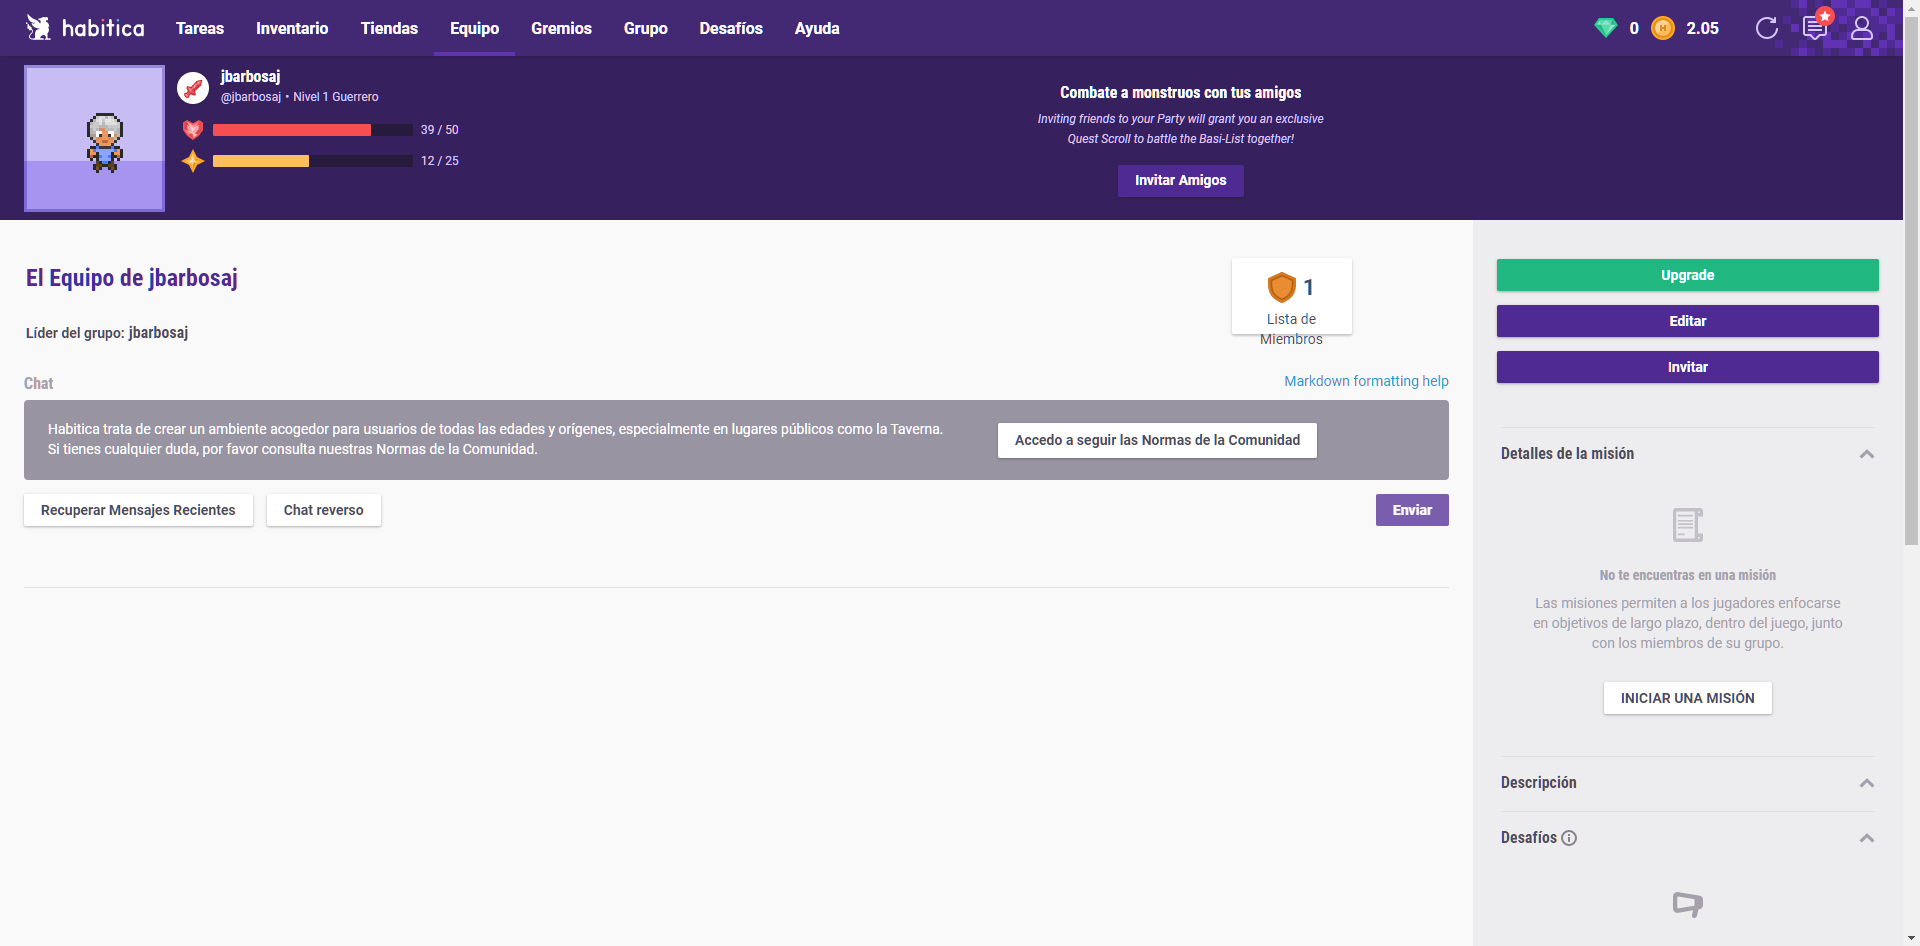 habitica Tareas Inventario Tiendas Equipo Gremios Grupo Desafíos Ayuda 0 2.05
jbarbosaj
@jbarbosaj • Nivel 1 Guerrero
39 / 50
12 / 25
Combate a monstruos con tus amigos
Inviting friends to your Party will grant you an exclusive
Quest Scroll to battle the Basi-List together!
Invitar Amigos
El Equipo de jbarbosaj
1
Lista de
Miembros
Líder del grupo: jbarbosaj
Chat
Markdown formatting help
Habitica trata de crear un ambiente acogedor para usuarios de todas las edades y orígenes, especialmente en lugares públicos como la Taverna.
Si tienes cualquier duda, por favor consulta nuestras Normas de la Comunidad.
Accedo a seguir las Normas de la Comunidad
Recuperar Mensajes Recientes
Chat reverso
Enviar
Upgrade
Editar
Invitar
Detalles de la misión
No te encuentras en una misión
Las misiones permiten a los jugadores enfocarse
en objetivos de largo plazo, dentro del juego, junto
con los miembros de su grupo.
INICIAR UNA MISIÓN
Descripción
Desafíos